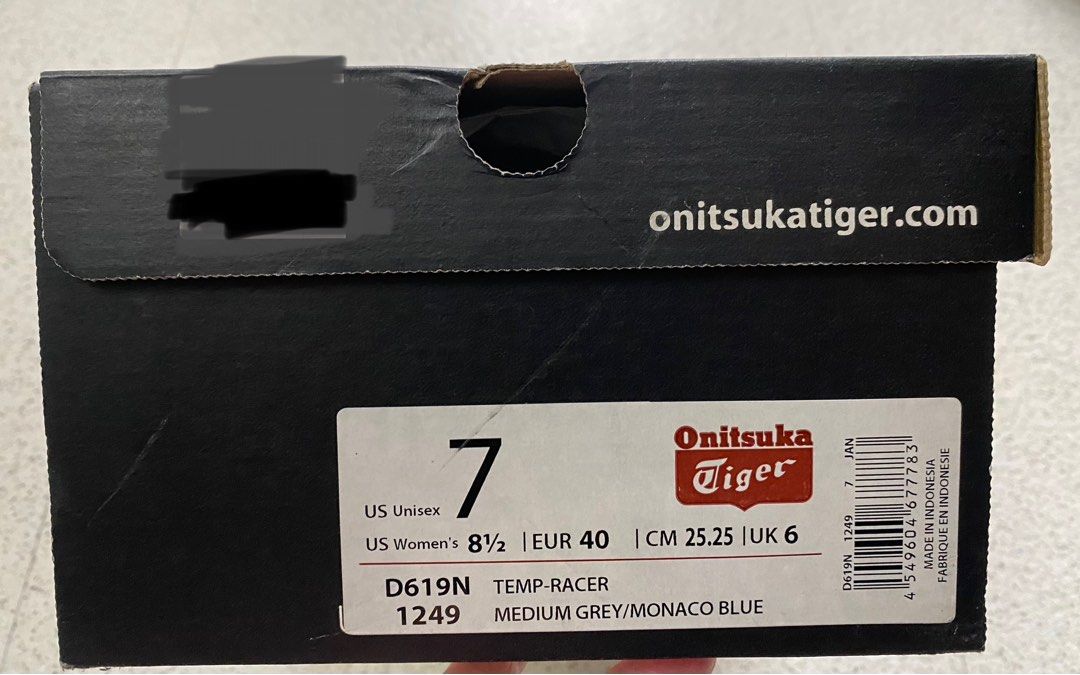 onitsukatiger.com
US Unisex 7
Onitsuka
Tiger
US Women's 8½ | EUR 40 | CM 25.25 | UK 6
D619N TEMP-RACER
1249 MEDIUM GREY/MONACO BLUE
D619N 1249 7 JAN
4 549604 677783
MADE IN INDONESIA
FABRIQUE EN INDONESIE